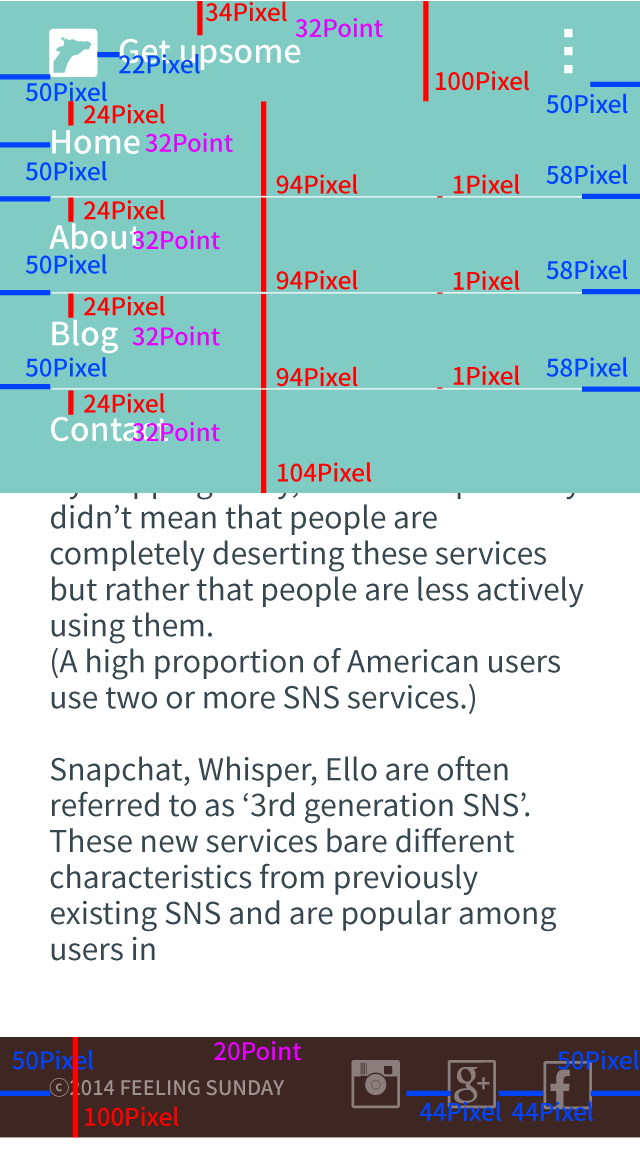 34Pixel
32Point
Get upsome
22Pixel
100Pixel
50Pixel
50Pixel
24Pixel
Home
32Point
50Pixel
94Pixel
1Pixel
58Pixel
24Pixel
About
32Point
50Pixel
94Pixel
1Pixel
58Pixel
24Pixel
Blog
32Point
50Pixel
94Pixel
1Pixel
58Pixel
24Pixel
Contact
32Point
104Pixel
didn’t mean that people are
completely deserting these services
but rather that people are less actively
using them.
(A high proportion of American users
use two or more SNS services.)
Snapchat, Whisper, Ello are often
referred to as ‘3rd generation SNS’.
These new services bare different
characteristics from previously
existing SNS and are popular among
users in
50Pixel
20Point
50Pixel
ⓒ2014 FEELING SUNDAY
g+
f
100Pixel
44Pixel
44Pixel